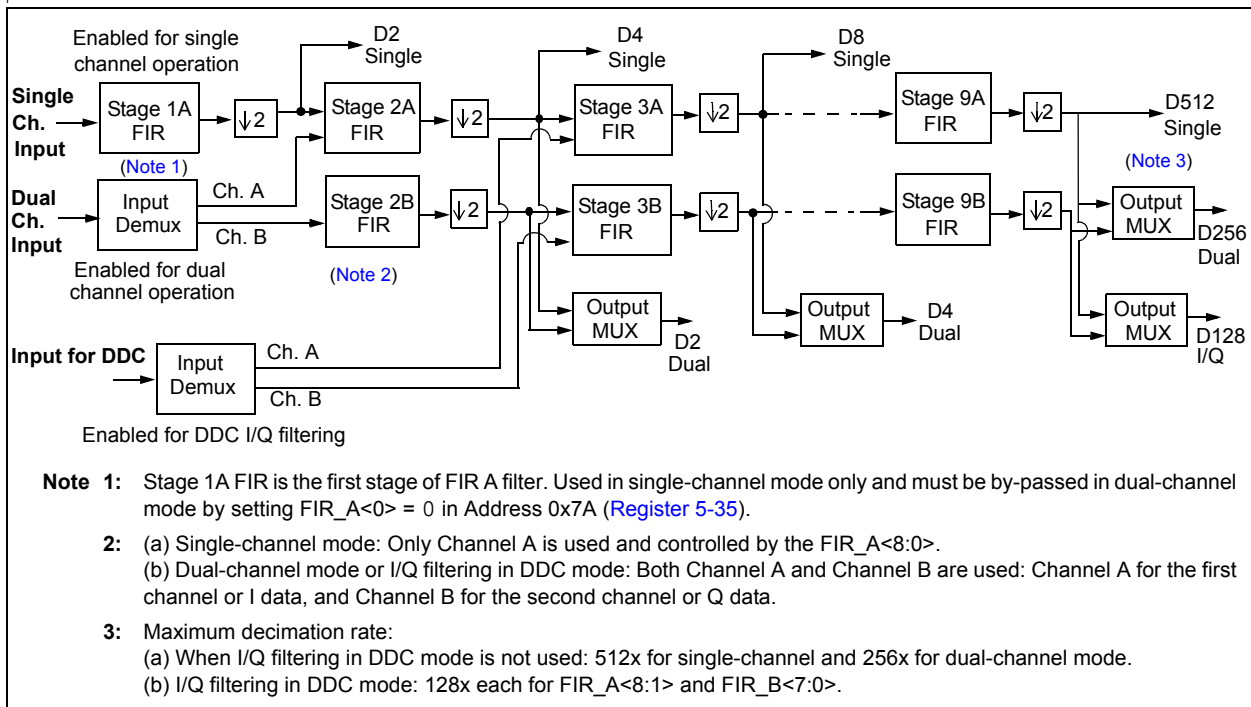 Enabled for single
channel operation
D2
Single
D4
Single
D8
Single
Single
Ch.
Input
Stage 1A
FIR
↓2
Stage 2A
FIR
↓2
Stage 3A
FIR
↓2
Stage 9A
FIR
↓2
D512
Single
(Note 1)
(Note 3)
Dual
Ch.
Input
Input
Demux
Ch. A
Ch. B
Stage 2B
FIR
↓2
Stage 3B
FIR
↓2
Stage 9B
FIR
↓2
Output
MUX
D256
Dual
Enabled for dual
channel operation
(Note 2)
Output
MUX
D2
Dual
Output
MUX
D4
Dual
Output
MUX
D128
I/Q
Input for DDC
Input
Demux
Ch. A
Ch. B
Enabled for DDC I/Q filtering
Note 1: Stage 1A FIR is the first stage of FIR A filter. Used in single-channel mode only and must be by-passed in dual-channel
mode by setting FIR_A<0> = 0 in Address 0x7A (Register 5-35).
2: (a) Single-channel mode: Only Channel A is used and controlled by the FIR_A<8:0>.
(b) Dual-channel mode or I/Q filtering in DDC mode: Both Channel A and Channel B are used: Channel A for the first
channel or I data, and Channel B for the second channel or Q data.
3: Maximum decimation rate:
(a) When I/Q filtering in DDC mode is not used: 512x for single-channel and 256x for dual-channel mode.
(b) I/Q filtering in DDC mode: 128x each for FIR_A<8:1> and FIR_B<7:0>.